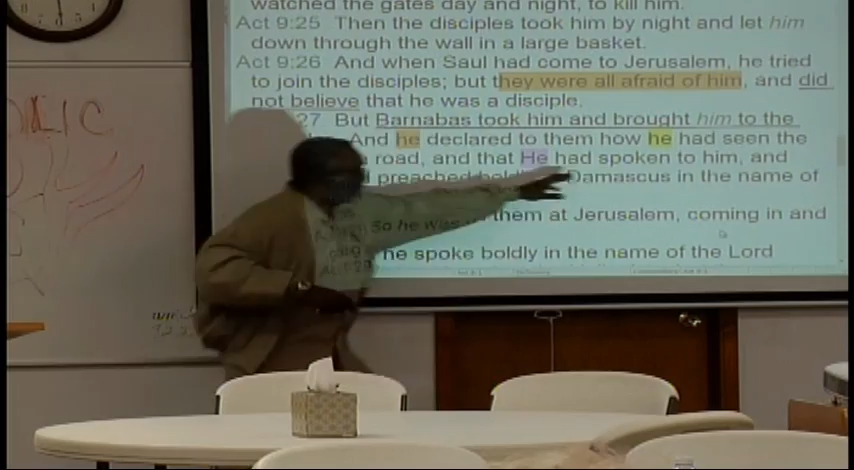 watched the gates day and night, to kill him.
Act 9:25 Then the disciples took him by night and let him
down through the wall in a large basket.
Act 9:26 And when Saul had come to Jerusalem, he tried
to join the disciples; but they were all afraid of him, and did
not believe that he was a disciple.
27 But Barnabas took him and brought him to the
And he declared to them how he had seen the
road, and that He had spoken to him, and
preached Damascus in the name of
So he was them at Jerusalem, coming in and
he spoke boldly in the name of the Lord